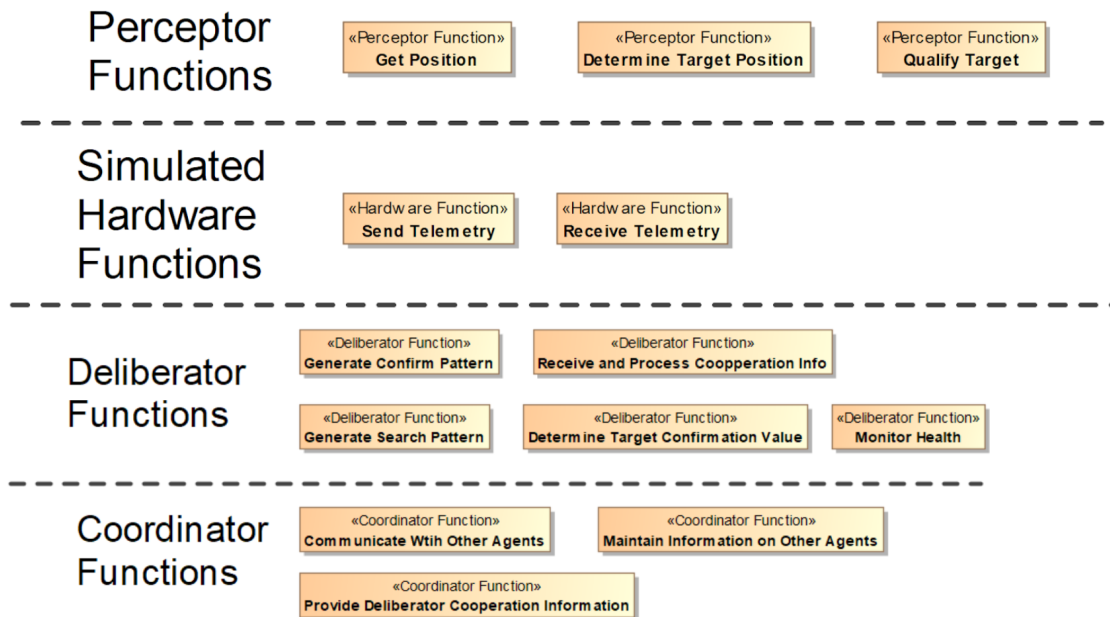 Perceptor
Functions
«Perceptor Function»
Get Position
«Perceptor Function»
Determine Target Position
«Perceptor Function»
Qualify Target
Simulated
Hardware
Functions
«Hardware Function»
Send Telemetry
«Hardware Function»
Receive Telemetry
Deliberator
Functions
«Deliberator Function»
Generate Confirm Pattern
«Deliberator Function»
Receive and Process Coopperation Info
«Deliberator Function»
Generate Search Pattern
«Deliberator Function»
Determine Target Confirmation Value
«Deliberator Function»
Monitor Health
Coordinator
Functions
«Coordinator Function»
Communicate Wtih Other Agents
«Coordinator Function»
Maintain Information on Other Agents
«Coordinator Function»
Provide Deliberator Cooperation Information